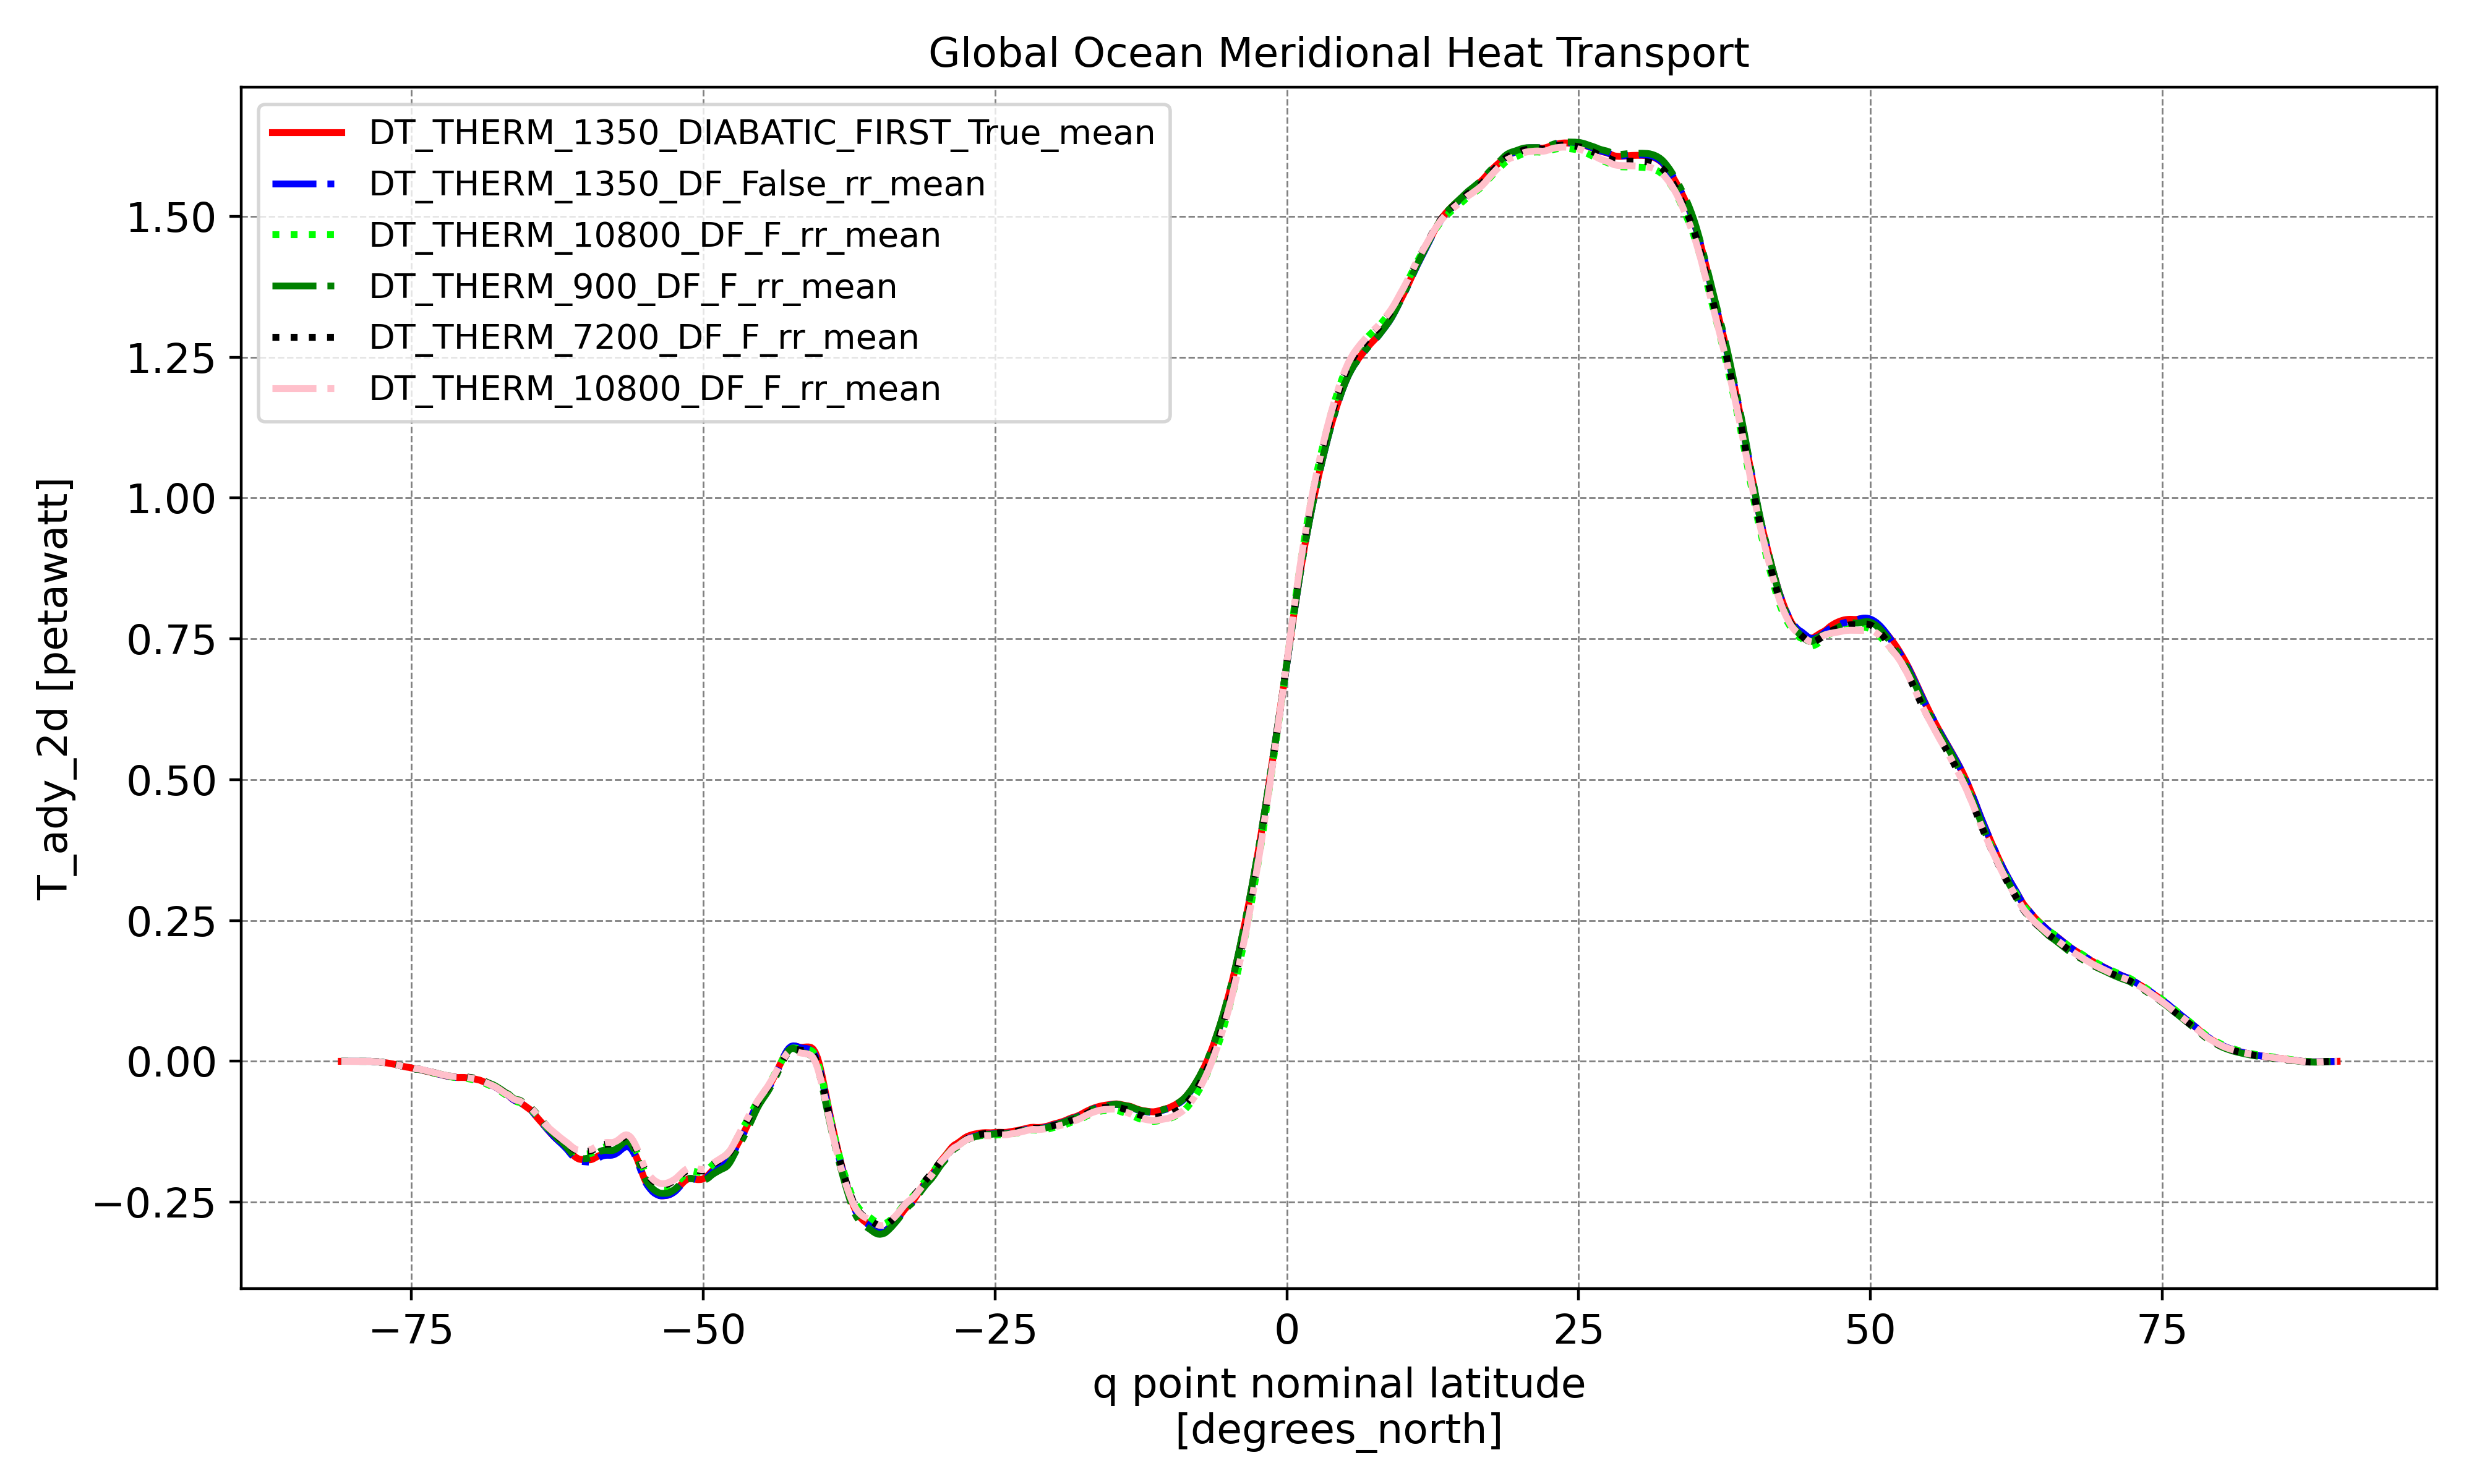 Global Ocean Meridional Heat Transport
DT_THERM_1350_DIABATIC_FIRST_True_mean
DT_THERM_1350_DF_False_rr_mean
DT_THERM_10800_DF_F_rr_mean
DT_THERM_900_DF_F_rr_mean
DT_THERM_7200_DF_F_rr_mean
DT_THERM_10800_DF_F_rr_mean
T_ady_2d [petawatt]
1.50
1.25
1.00
0.75
0.50
0.25
0.00
−0.25
−75 −50 −25 0 25 50 75
q point nominal latitude
[degrees_north]